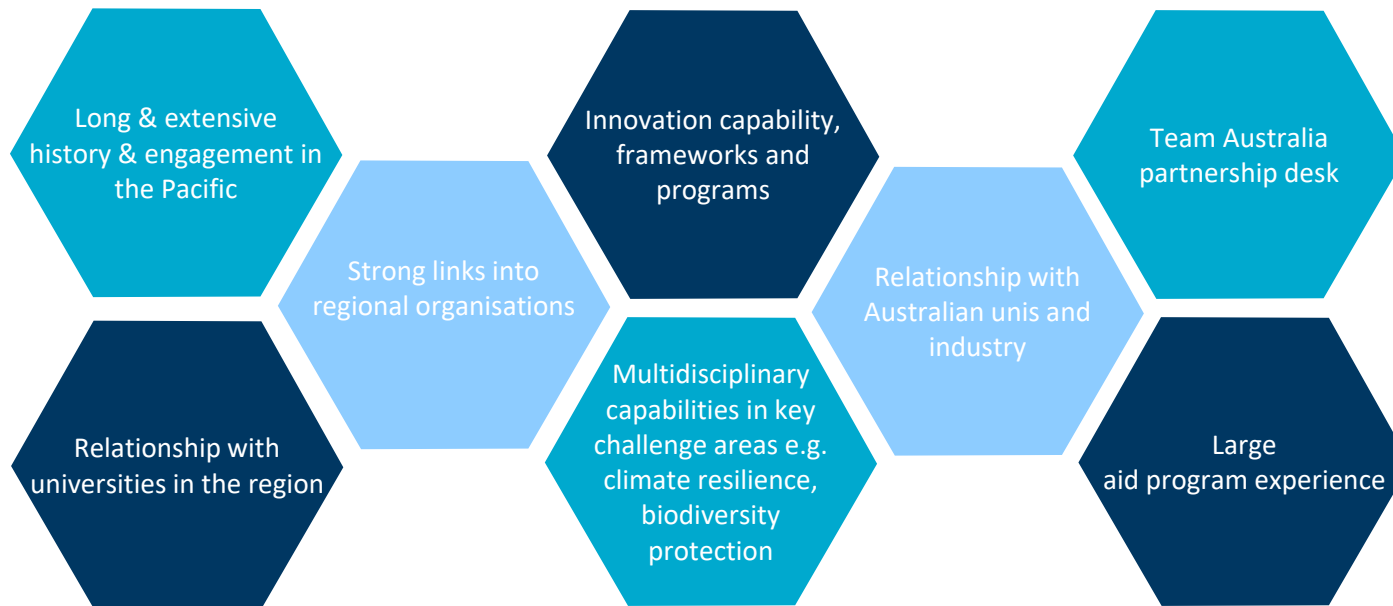 Long & extensive
history & engagement in
the Pacific
Innovation capability,
frameworks and
programs
Team Australia
partnership desk
Strong links into
regional organisations
Relationship with
Australian unis and
industry
Relationship with
universities in the region
Multidisciplinary
capabilities in key
challenge areas e.g.
climate resilience,
biodiversity
protection
Large
aid program experience